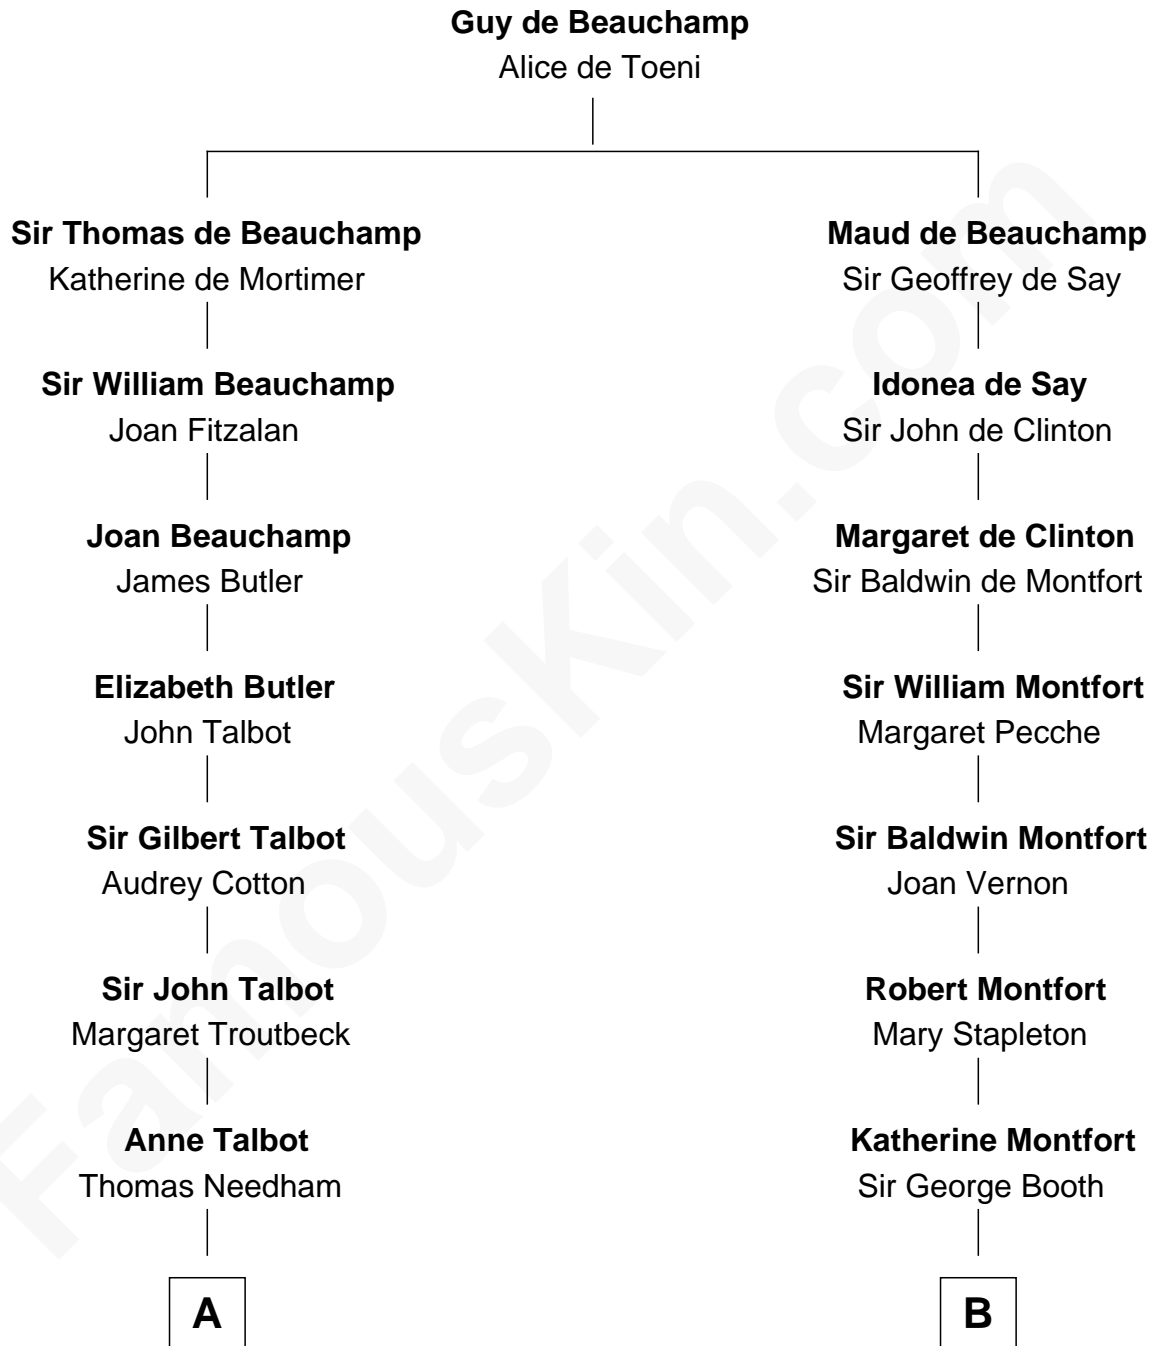 Guy de Beauchamp
Alice de Toeni
Sir Thomas de Beauchamp
Katherine de Mortimer
Maud de Beauchamp
Sir Geoffrey de Say
Sir William Beauchamp
Joan Fitzalan
Idonea de Say
Sir John de Clinton
Joan Beauchamp
James Butler
Margaret de Clinton
Sir Baldwin de Montfort
Elizabeth Butler
John Talbot
Sir William Montfort
Margaret Pecche
Sir Gilbert Talbot
Audrey Cotton
Sir Baldwin Montfort
Joan Vernon
Sir John Talbot
Margaret Troutbeck
Robert Montfort
Mary Stapleton
Anne Talbot
Thomas Needham
Katherine Montfort
Sir George Booth
A
B
FamousKin.com